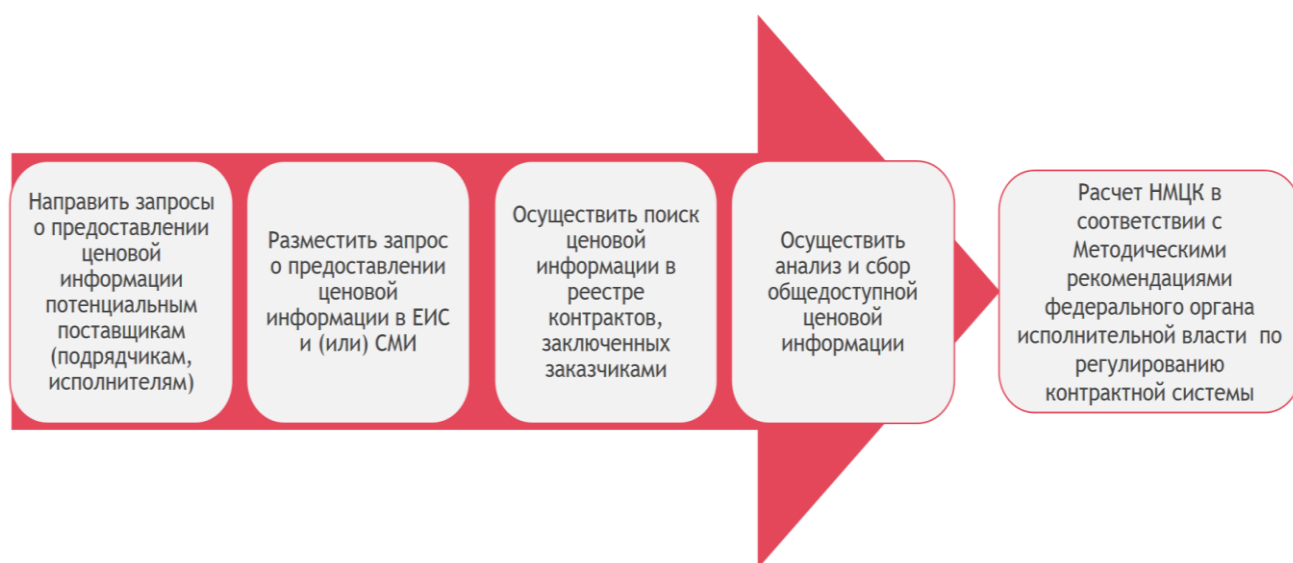 Направить запросы
о предоставлении
ценовой
информации
потенциальным
поставщикам
(подрядчикам,
исполнителям)
Разместить запрос
о предоставлении
ценовой
информации в ЕИС
и (или) СМИ
Осуществить поиск
ценовой
информации в
реестре
контрактов,
заключенных
заказчиками
Осуществить
анализ и сбор
общедоступной
ценовой
информации
Расчет НМЦК в
соответствии с
Методическими
рекомендациями
федерального органа
исполнительной власти по
регулированию
контрактной системы